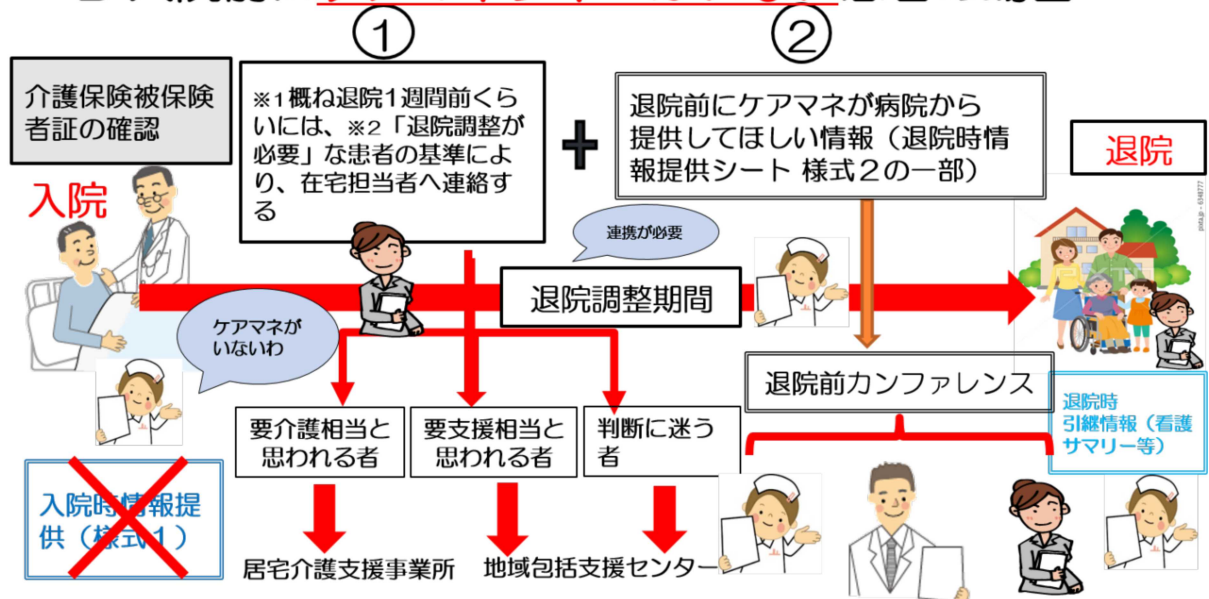 ①
②
介護保険被保険
者証の確認
※1概ね退院1週間前くら
いには、※2「退院調整が
必要」な患者の基準によ
り、在宅担当者へ連絡す
る
+
退院前にケアマネが病院から
提供してほしい情報（退院時情
報提供シート 様式２の一部）
退院
入院
連携が必要
退院調整期間
ケアマネが
いないわ
退院前カンファレンス
要介護相当と
思われる者
要支援相当と
思われる者
判断に迷う
者
退院時
引継情報（看護
サマリー等）
入院時情報提
供（様式１）
居宅介護支援事業所
地域包括支援センター